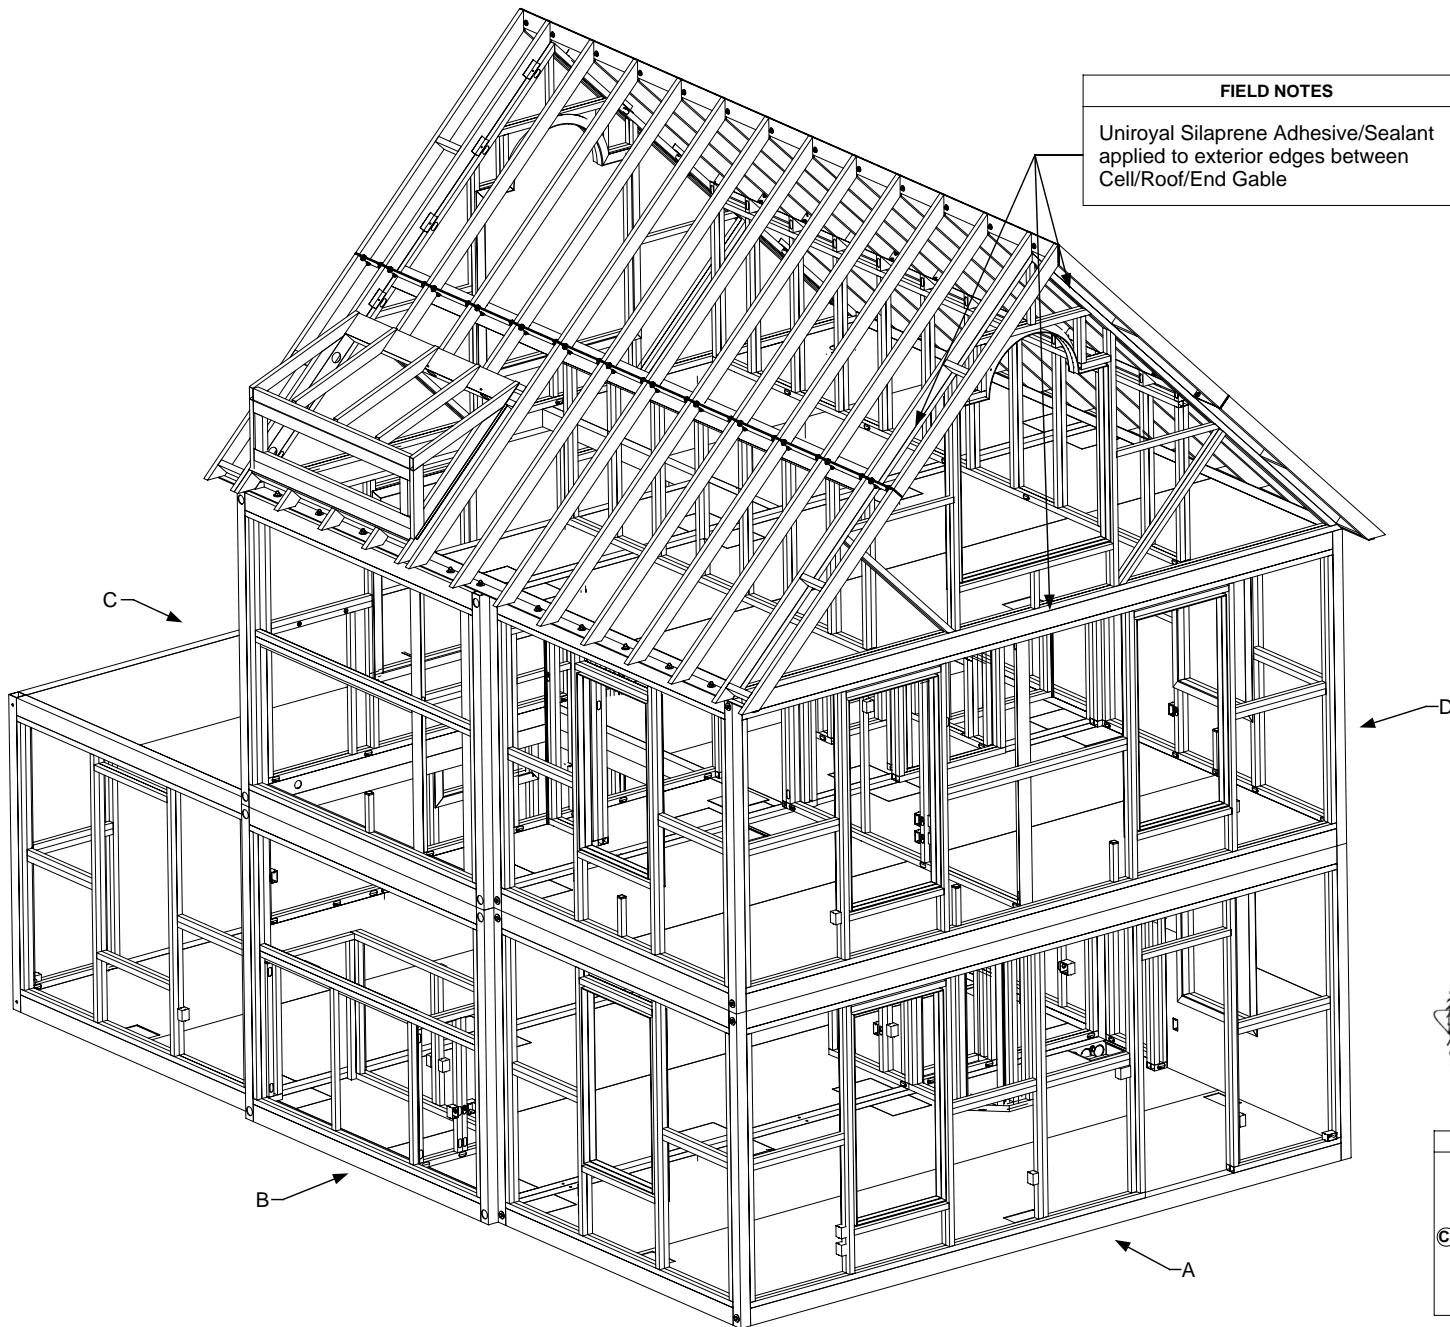 FIELD NOTES
Uniroyal Silaprene Adhesive/Sealant
applied to exterior edges between
Cell/Roof/End Gable
C
D
B
A
C